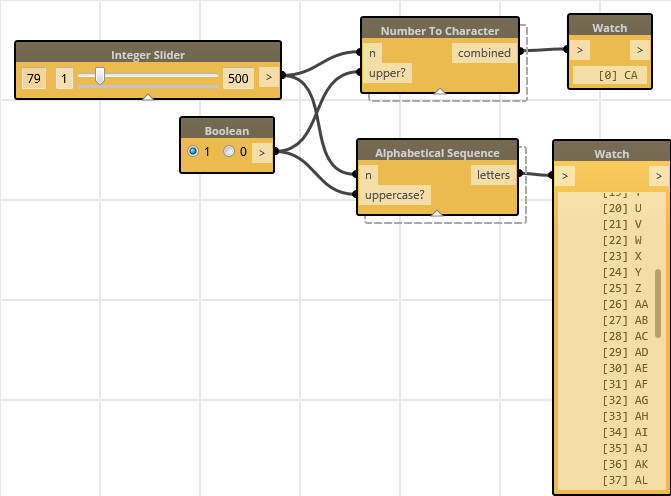 Integer Slider
79 1 500 >
Boolean
1 0 >
Number To Character
n combined
upper?
Watch
> >
[0] CA
Alphabetical Sequence
n letters
uppercase?
Watch
> >
[20] U
[21] V
[22] W
[23] X
[24] Y
[25] Z
[26] AA
[27] AB
[28] AC
[29] AD
[30] AE
[31] AF
[32] AG
[33] AH
[34] AI
[35] AJ
[36] AK
[37] AL